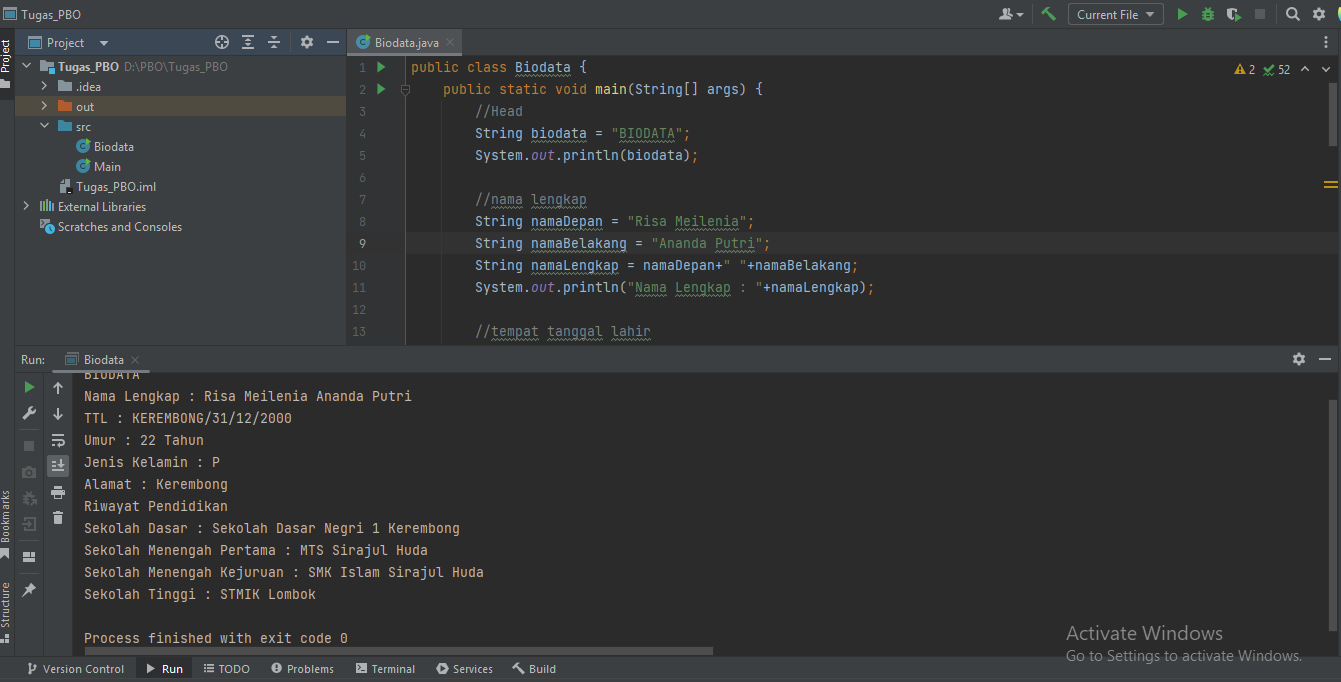 Tugas_PBO
Current File
Project
Project
Biodata.java
Tugas_PBO D:\PBO\Tugas_PBO
.idea
out
src
Biodata
Main
Tugas_PBO.iml
External Libraries
Scratches and Consoles
2 52
1 public class Biodata {
2 public static void main(String[] args) {
3 //Head
4 String biodata = "BIODATA";
5 System.out.println(biodata);
6
7 //nama lengkap
8 String namaDepan = "Risa Meilenia";
9 String namaBelakang = "Ananda Putri";
10 String namaLengkap = namaDepan+" "+namaBelakang;
11 System.out.println("Nama Lengkap : "+namaLengkap);
12
13 //tempat tanggal lahir
Run: Biodata
BIODATA
Nama Lengkap : Risa Meilenia Ananda Putri
TTL : KEREMBONG/31/12/2000
Umur : 22 Tahun
Jenis Kelamin : P
Alamat : Kerembong
Riwayat Pendidikan
Sekolah Dasar : Sekolah Dasar Negri 1 Kerembong
Sekolah Menengah Pertama : MTS Sirajul Huda
Sekolah Menengah Kejuruan : SMK Islam Sirajul Huda
Sekolah Tinggi : STMIK Lombok
Process finished with exit code 0
Bookmarks
Structure
Activate Windows
Go to Settings to activate Windows.
Version Control Run TODO Problems Terminal Services Build